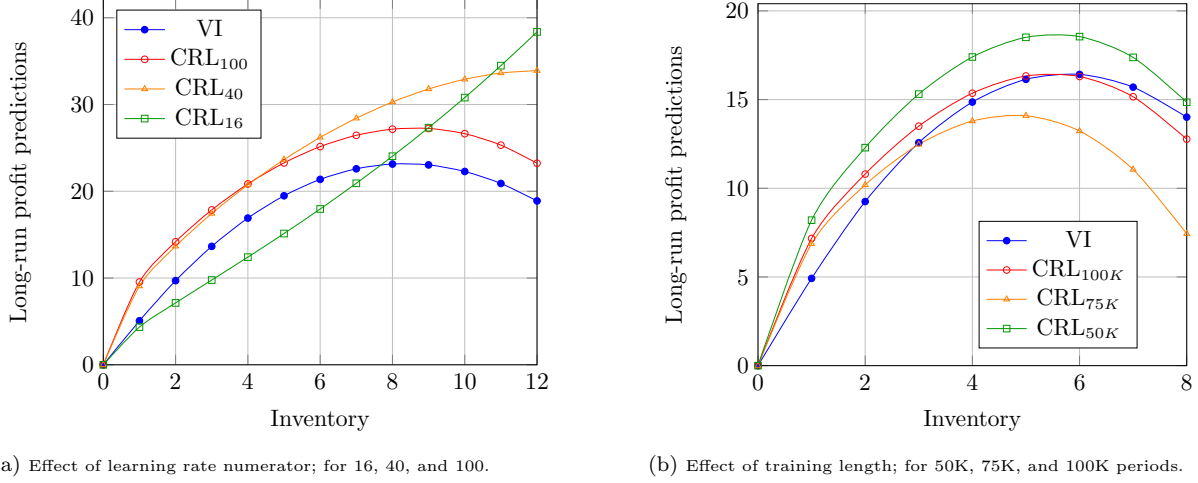 Long-run profit predictions
40
30
20
10
0
VI
CRL₁₀₀
CRL₄₀
CRL₁₆
0 2 4 6 8 10 12
Inventory
a) Effect of learning rate numerator; for 16, 40, and 100.
Long-run profit predictions
20
15
10
5
0
VI
CRL₁₀₀K
CRL₇₅K
CRL₅₀K
0 2 4 6 8
Inventory
(b) Effect of training length; for 50K, 75K, and 100K periods.